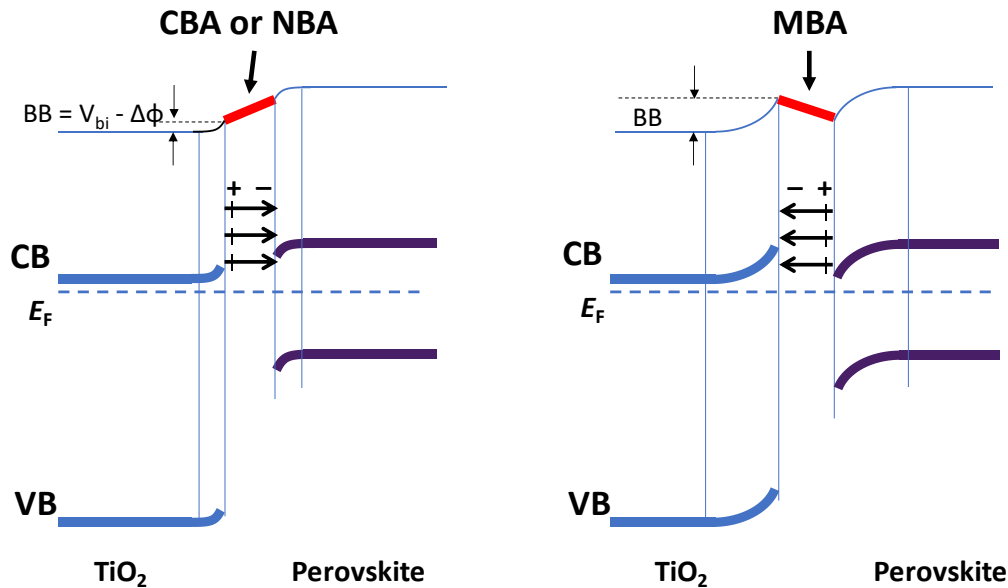 CBA or NBA
BB = Vbi - Δϕ
+ −
CB
EF
VB
TiO2
Perovskite
MBA
BB
− +
CB
EF
VB
TiO2
Perovskite